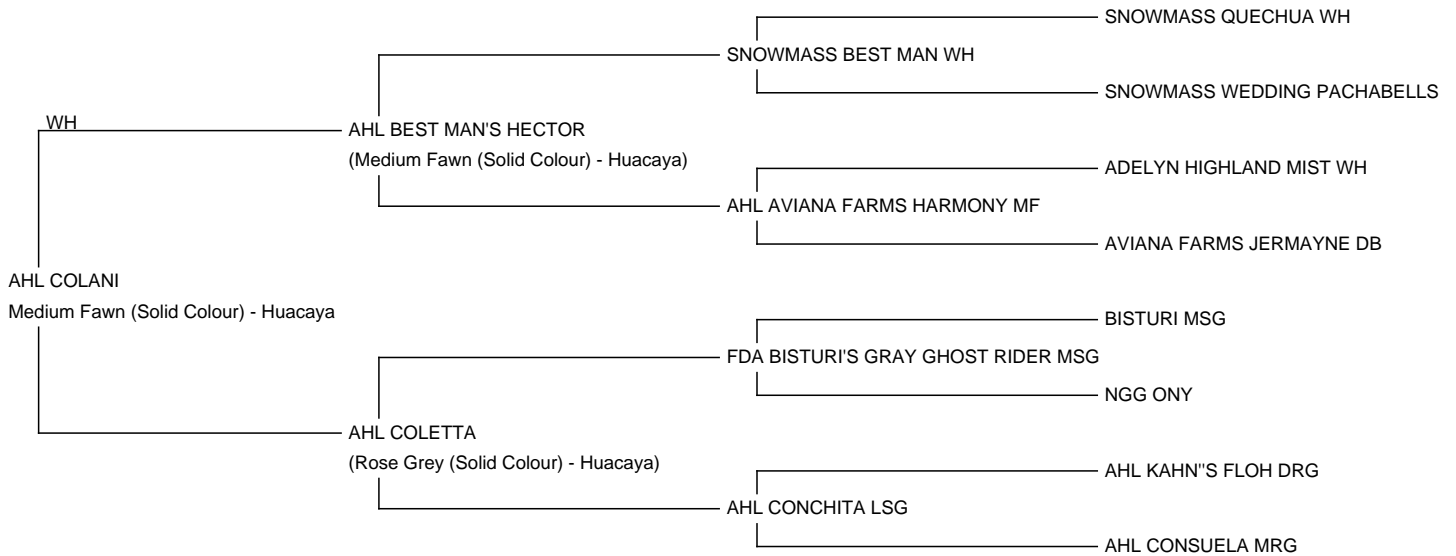 SNOWMASS QUECHUA WH
SNOWMASS BEST MAN WH
SNOWMASS WEDDING PACHABELLS
WH
AHL BEST MAN'S HECTOR
(Medium Fawn (Solid Colour) - Huacaya)
ADELYN HIGHLAND MIST WH
AHL AVIANA FARMS HARMONY MF
AVIANA FARMS JERMAYNE DB
AHL COLANI
Medium Fawn (Solid Colour) - Huacaya
BISTURI MSG
FDA BISTURI'S GRAY GHOST RIDER MSG
NGG ONY
AHL COLETTA
(Rose Grey (Solid Colour) - Huacaya)
AHL KAHN"S FLOH DRG
AHL CONCHITA LSG
AHL CONSUELA MRG